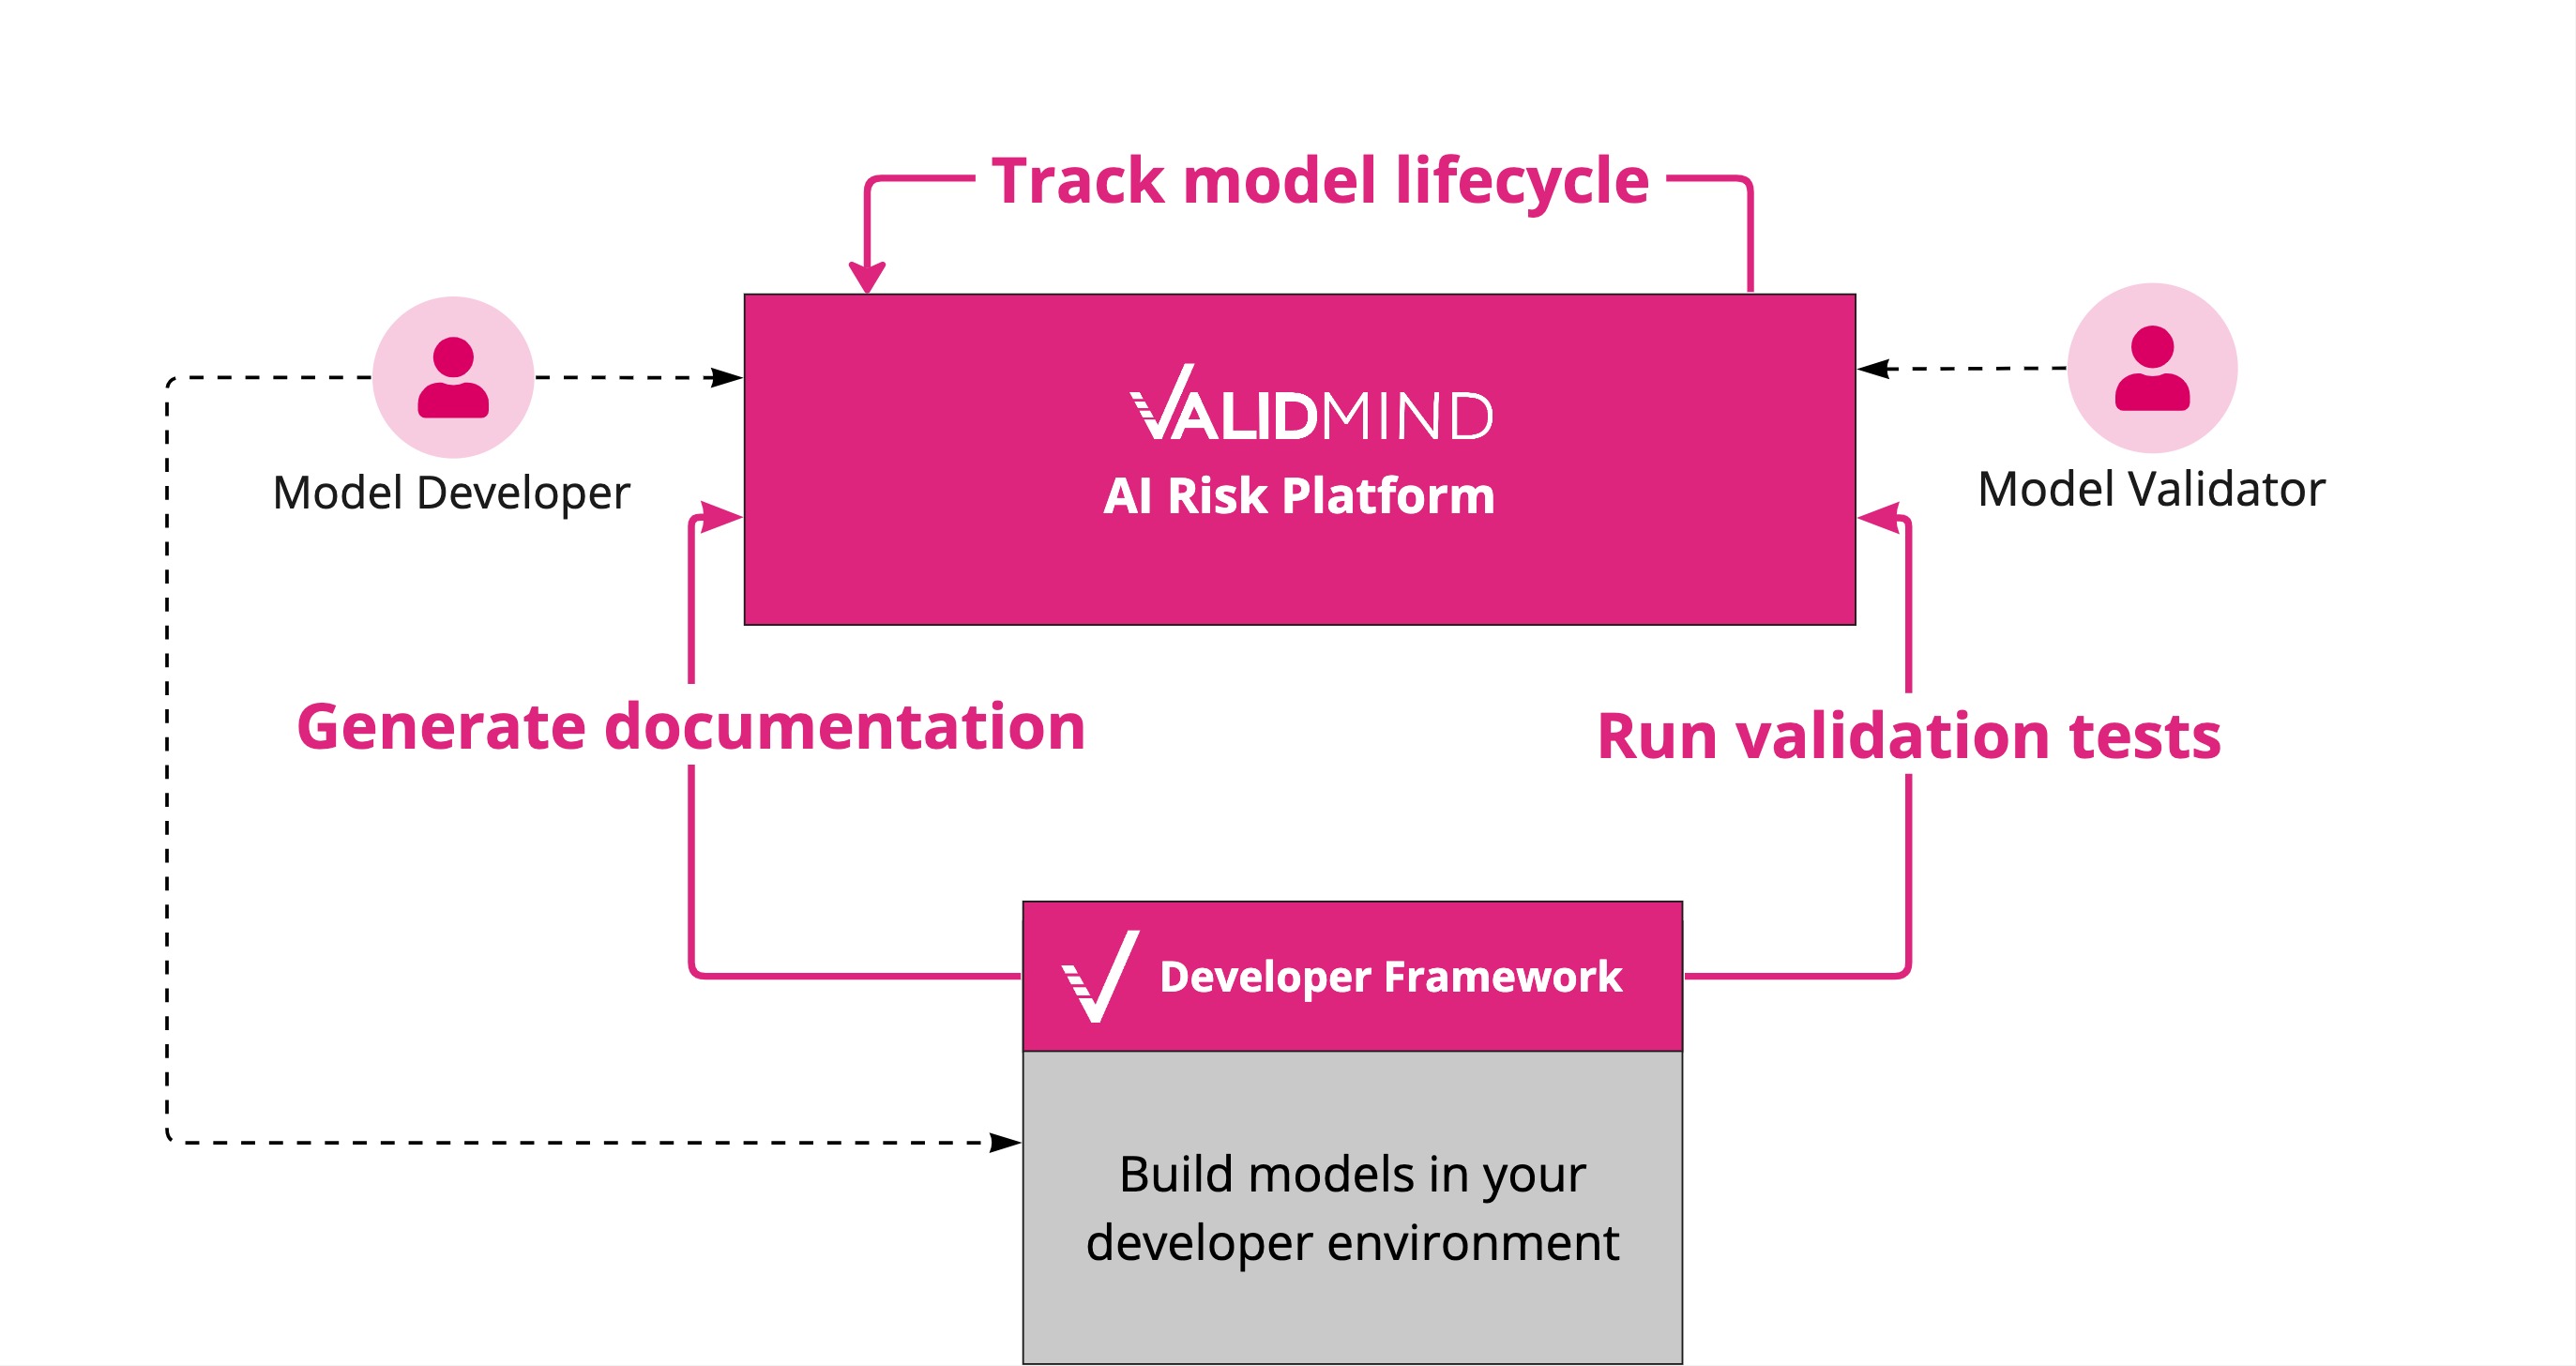 Track model lifecycle
VALIDMIND
AI Risk Platform
Model Developer
Model Validator
Generate documentation
Run validation tests
Developer Framework
Build models in your
developer environment